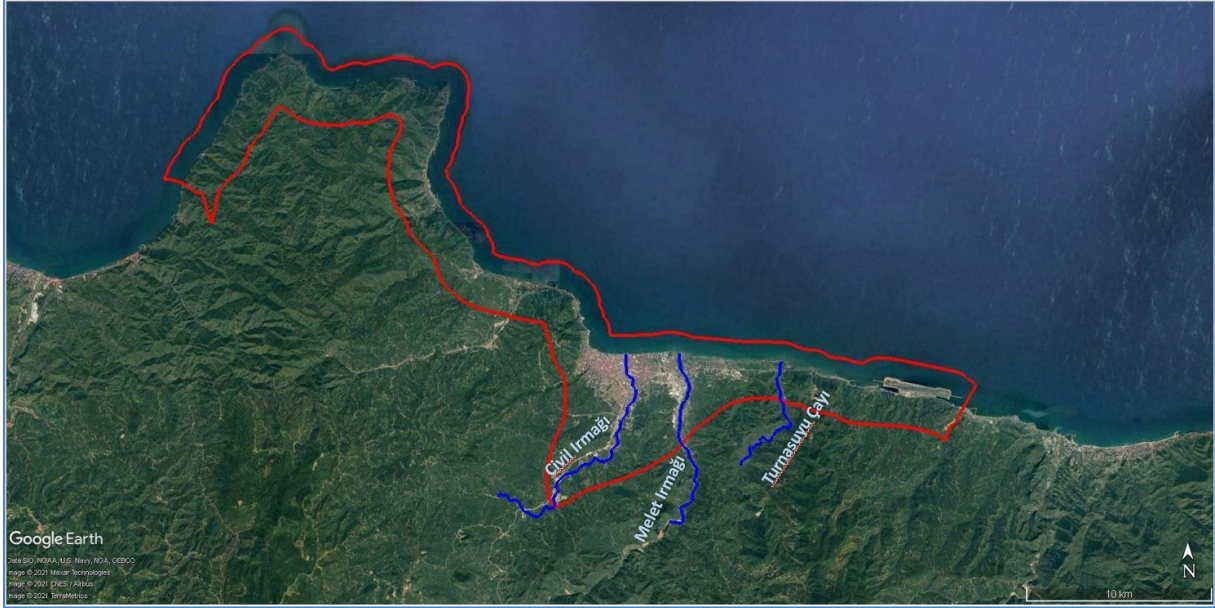 Civil Irmağı
Melet Irmağı
Turnasuyu Çayı
Google Earth
Data SIO, NOAA, U.S. Navy, NGA, GEBCO
Image © 2021 Maxar Technologies
Image © 2021 CNES / Airbus
Image © 2021 TerraMetrics
N
10 km